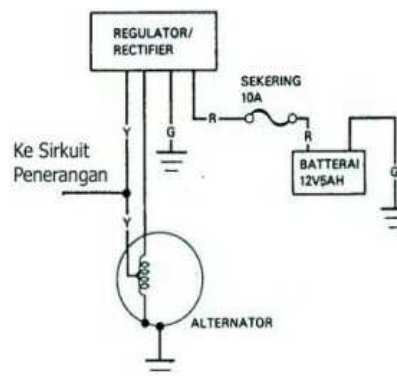 REGULATOR/
RECTIFIER
SEKERING
10A
Y
G
R
R
Ke Sirkuit
Penerangan
BATTERAI
12V5AH
G
Y
ALTERNATOR